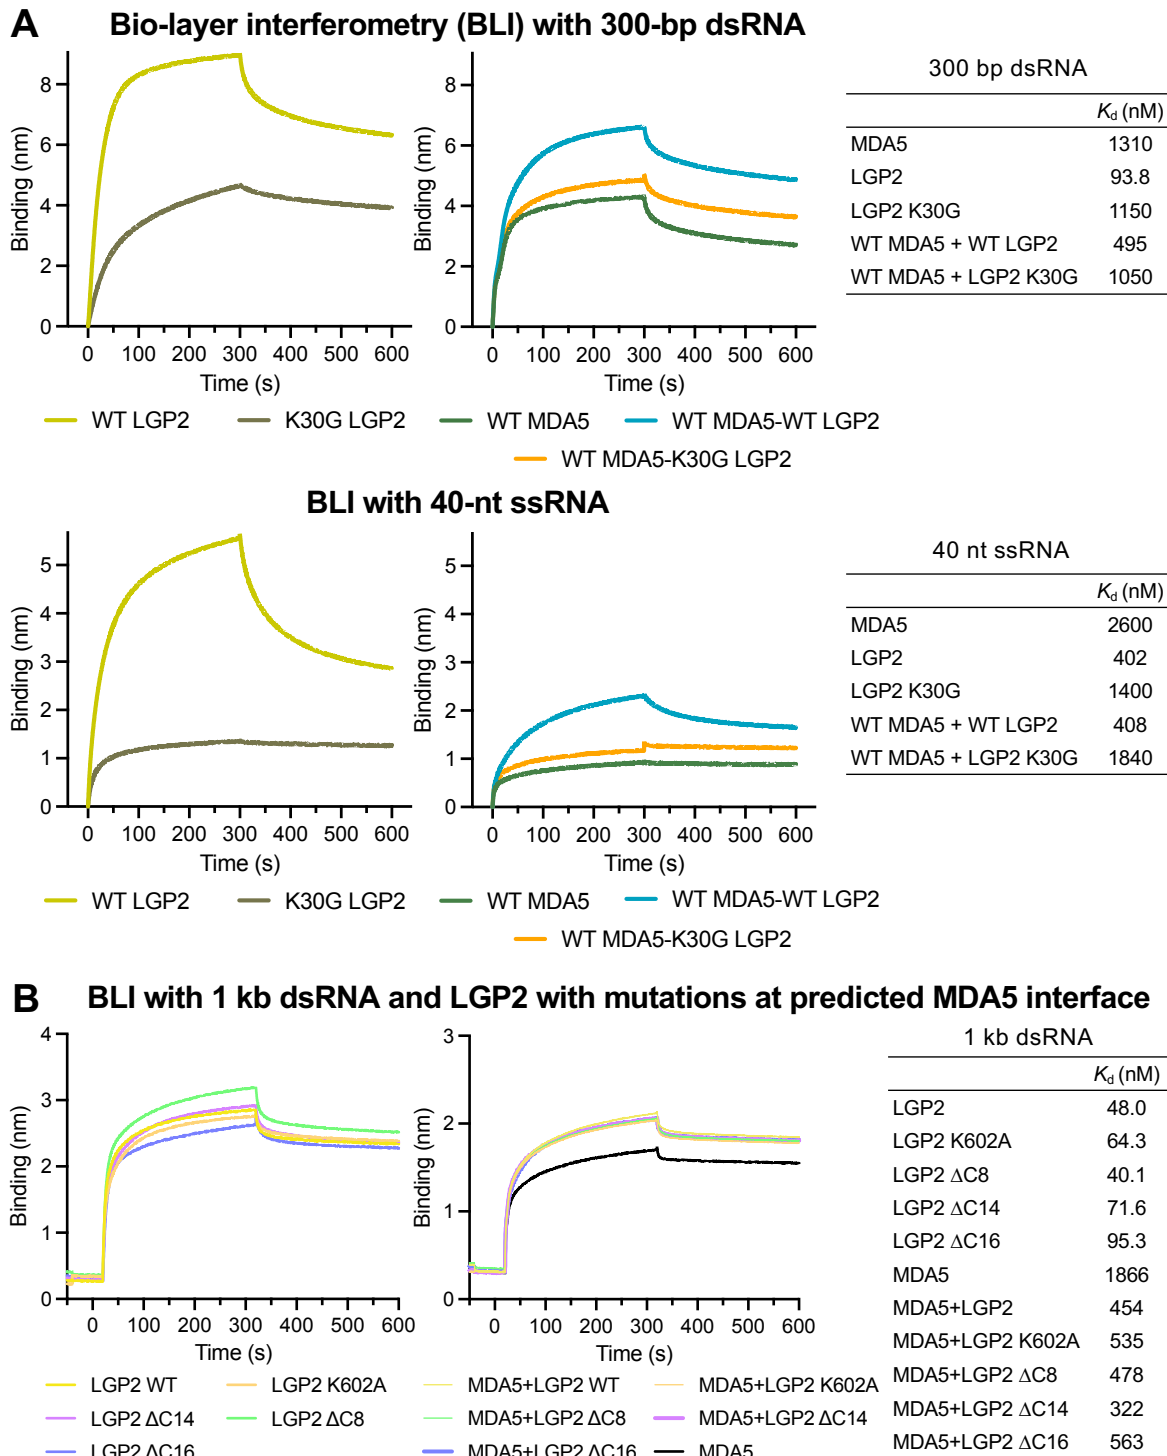 A Bio-layer interferometry (BLI) with 300-bp dsRNA
Binding (nm)
8
6
4
2
0
0 100 200 300 400 500 600
Time (s)
Binding (nm)
8
6
4
2
0
0 100 200 300 400 500 600
Time (s)
WT LGP2 K30G LGP2 WT MDA5 WT MDA5-WT LGP2
WT MDA5-K30G LGP2
300 bp dsRNA
Kd (nM)
MDA5 1310
LGP2 93.8
LGP2 K30G 1150
WT MDA5 + WT LGP2 495
WT MDA5 + LGP2 K30G 1050
BLI with 40-nt ssRNA
Binding (nm)
5
4
3
2
1
0
0 100 200 300 400 500 600
Time (s)
Binding (nm)
5
4
3
2
1
0
0 100 200 300 400 500 600
Time (s)
WT LGP2 K30G LGP2 WT MDA5 WT MDA5-WT LGP2
WT MDA5-K30G LGP2
40 nt ssRNA
Kd (nM)
MDA5 2600
LGP2 402
LGP2 K30G 1400
WT MDA5 + WT LGP2 408
WT MDA5 + LGP2 K30G 1840
B BLI with 1 kb dsRNA and LGP2 with mutations at predicted MDA5 interface
Binding (nm)
4
3
2
1
0
0 100 200 300 400 500 600
Time (s)
Binding (nm)
3
2
1
0
0 100 200 300 400 500 600
Time (s)
LGP2 WT LGP2 K602A
LGP2 ΔC14 LGP2 ΔC8
LGP2 ΔC16
MDA5+LGP2 WT MDA5+LGP2 K602A
MDA5+LGP2 ΔC8 MDA5+LGP2 ΔC14
MDA5+LGP2 ΔC16 MDA5
1 kb dsRNA
Kd (nM)
LGP2 48.0
LGP2 K602A 64.3
LGP2 ΔC8 40.1
LGP2 ΔC14 71.6
LGP2 ΔC16 95.3
MDA5 1866
MDA5+LGP2 454
MDA5+LGP2 K602A 535
MDA5+LGP2 ΔC8 478
MDA5+LGP2 ΔC14 322
MDA5+LGP2 ΔC16 563